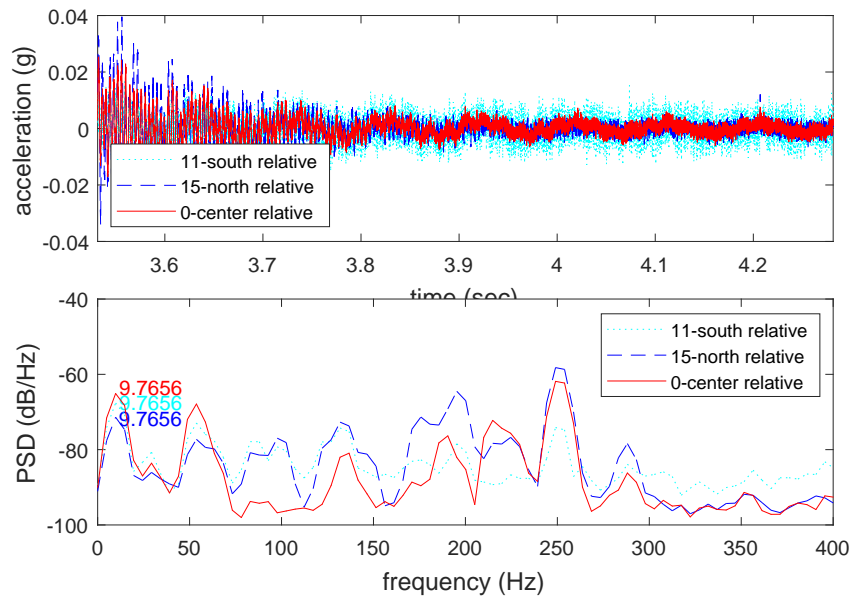 0.04
0.02
0
-0.02
-0.04
acceleration (g)
11-south relative
15-north relative
0-center relative
3.6 3.7 3.8 3.9 4 4.1 4.2
time (sec)
-40
-60
-80
-100
PSD (dB/Hz)
9.7656
9.7656
9.7656
11-south relative
15-north relative
0-center relative
0 50 100 150 200 250 300 350 400
frequency (Hz)